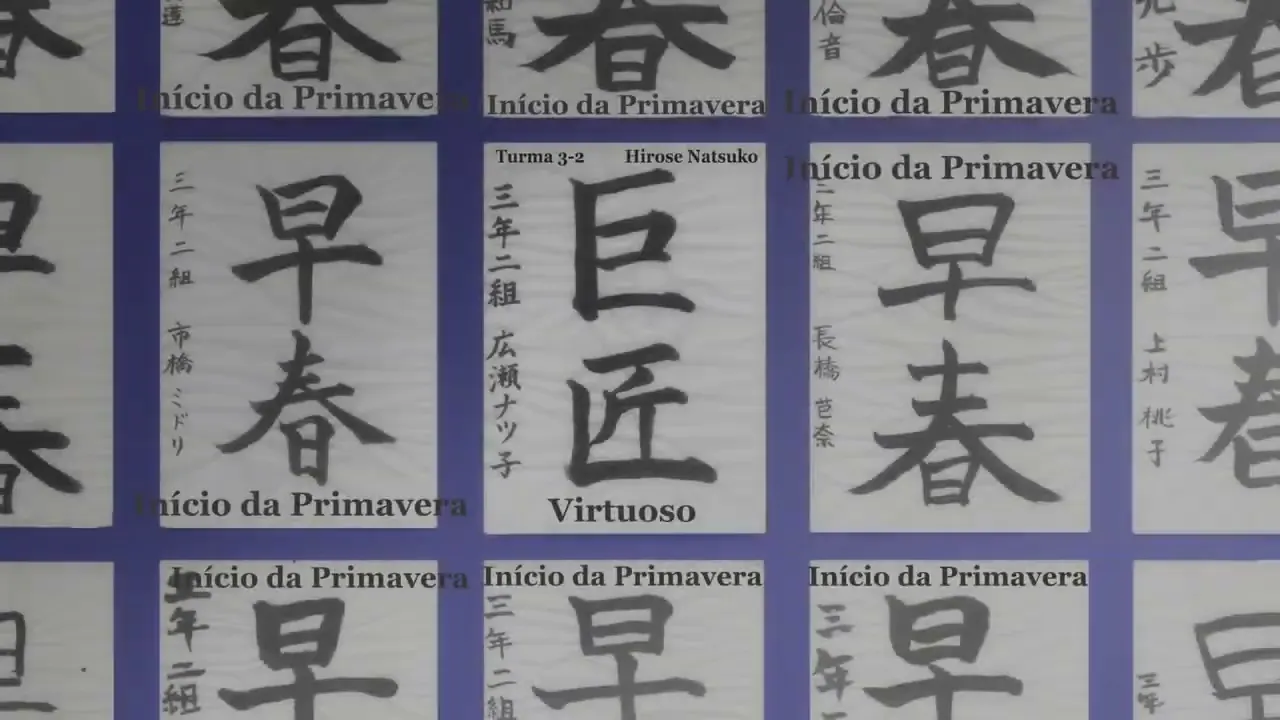 蓮
春
Início da Primavera
和馬
春
Início da Primavera
倫音
春
Início da Primavera
歩
春
三年二組
市橋ミドリ
早春
Início da Primavera
Turma 3-2
Hirose Natsuko
三年二組
広瀬ナツ子
巨匠
Virtuoso
Início da Primavera
三年二組
長橋芭奈
早春
三年二組
上村桃子
早春
早春
Início da Primavera
三年二組
早
Início da Primavera
三年二組
早
Início da Primavera
三年二
早
三年
早